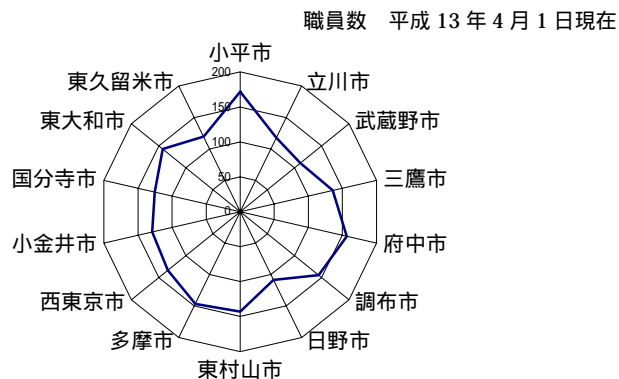 職員数　平成 13 年 4 月 1 日現在
小平市
立川市
武蔵野市
三鷹市
府中市
調布市
日野市
東村山市
多摩市
西東京市
小金井市
国分寺市
東大和市
東久留米市
200
150
100
50
0